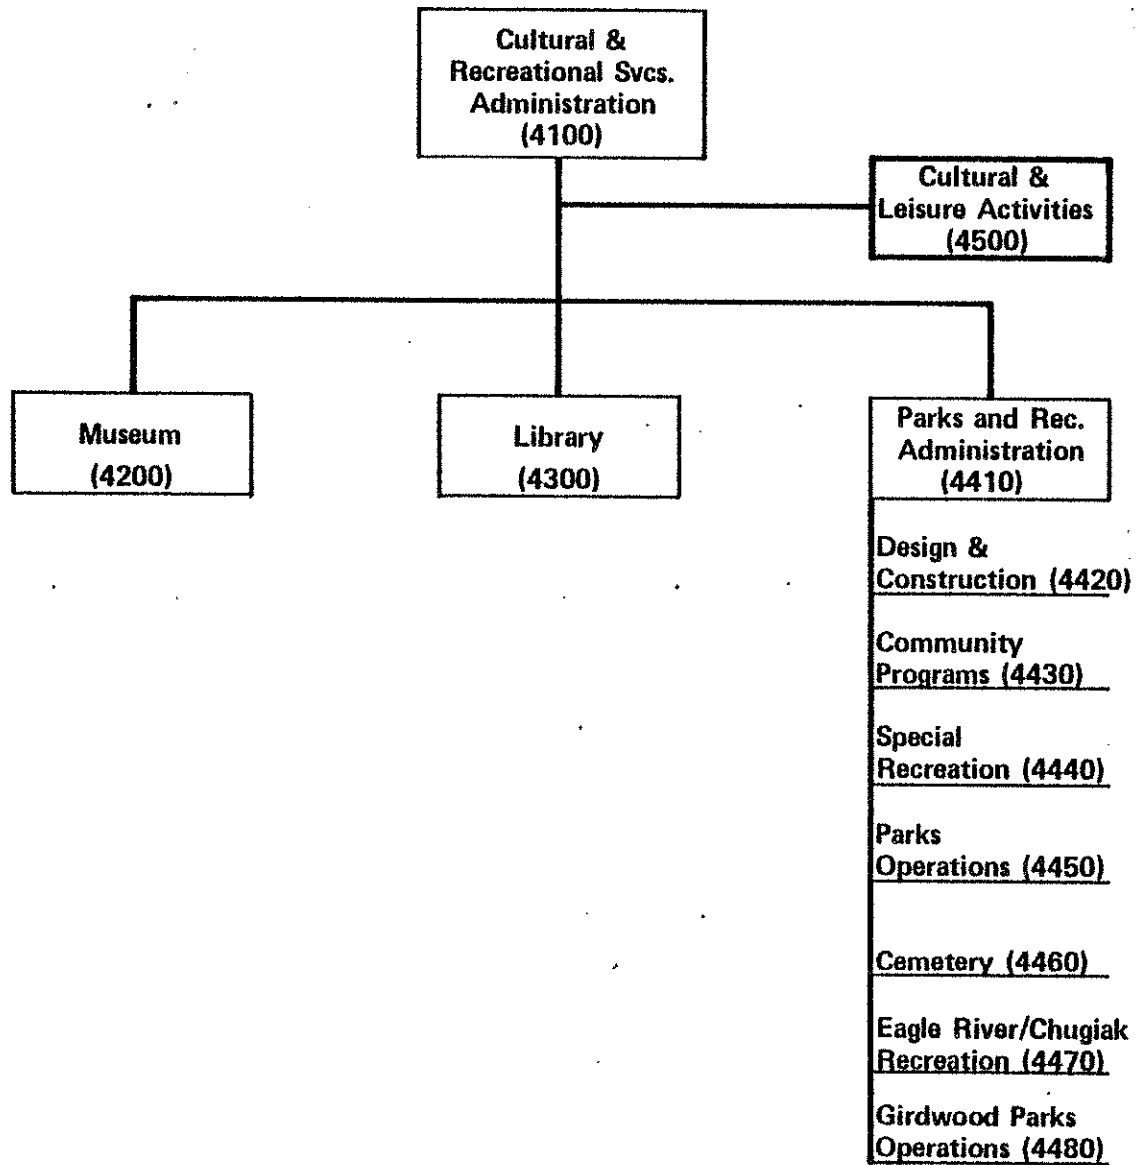 Cultural &
Recreational Svcs.
Administration
(4100)
Cultural &
Leisure Activities
(4500)
Museum
(4200)
Library
(4300)
Parks and Rec.
Administration
(4410)
Design &
Construction (4420)
Community
Programs (4430)
Special
Recreation (4440)
Parks
Operations (4450)
Cemetery (4460)
Eagle River/Chugiak
Recreation (4470)
Girdwood Parks
Operations (4480)